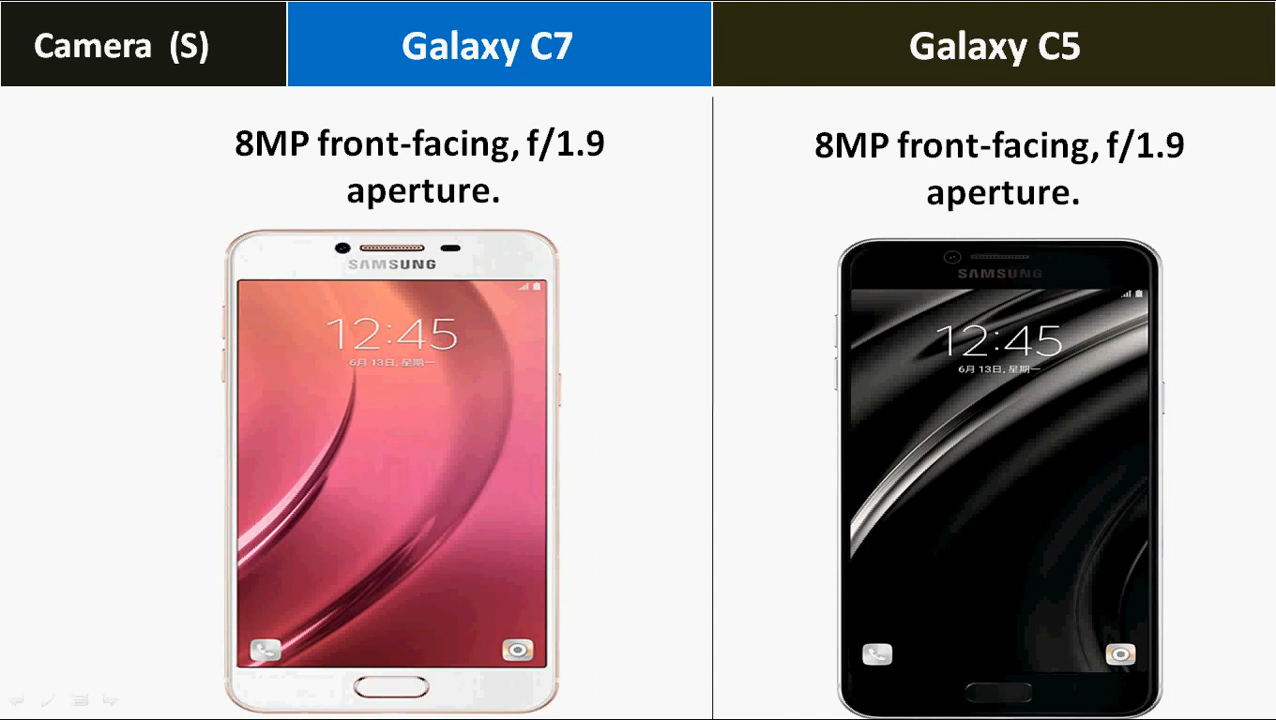 Camera (S)
Galaxy C7
Galaxy C5
8MP front-facing, f/1.9
aperture.
8MP front-facing, f/1.9
aperture.
SAMSUNG
12:45
6月 13日, 星期一
SAMSUNG
12:45
6月 13日, 星期一